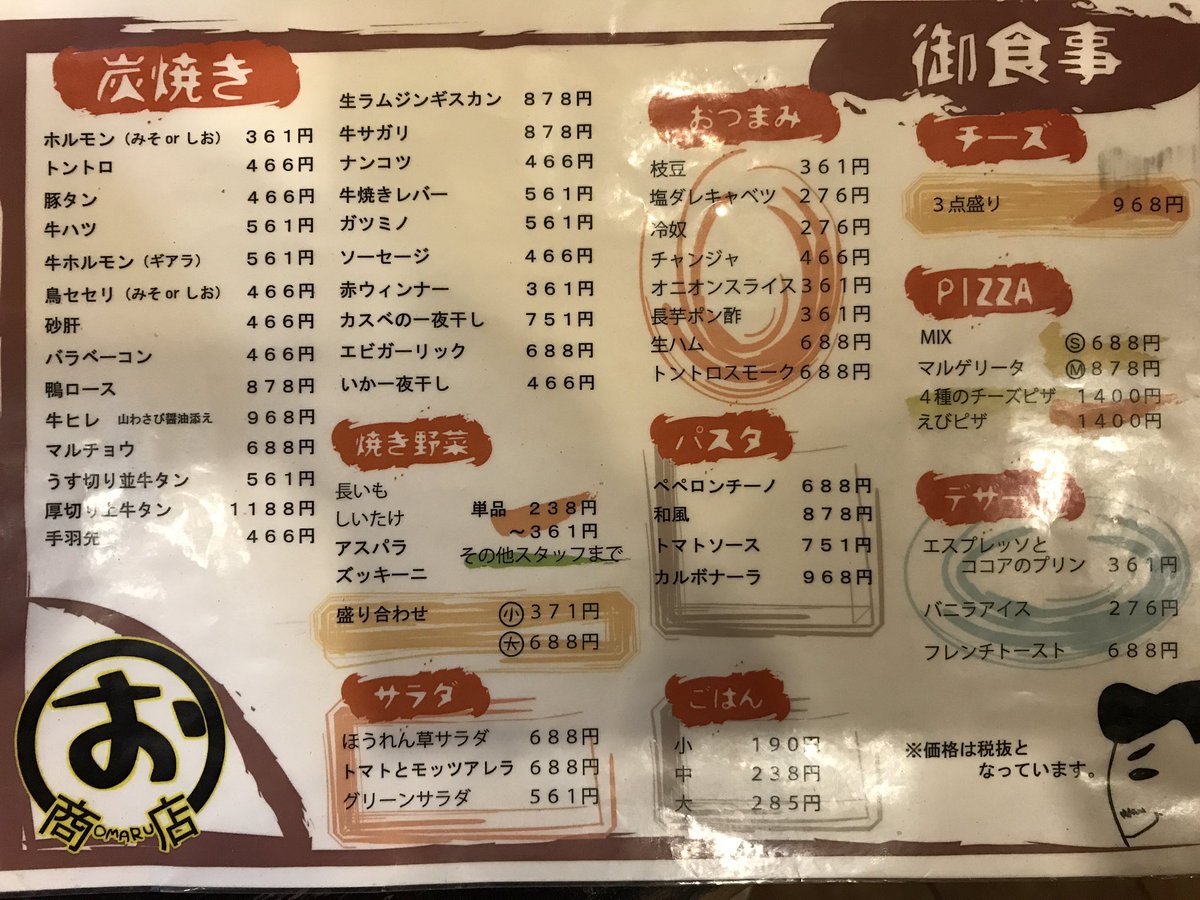 御食事
炭焼き
ホルモン（みそ or しお） 361円
トントロ 466円
豚タン 466円
牛ハツ 561円
牛ホルモン（ギアラ） 561円
鳥セセリ（みそ or しお） 466円
砂肝 466円
バラベーコン 466円
鴨ロース 878円
牛ヒレ 山わさび醤油添え 968円
マルチョウ 688円
うす切り並牛タン 561円
厚切り上牛タン 1188円
手羽先 466円
生ラムジンギスカン 878円
牛サガリ 878円
ナンコツ 466円
牛焼きレバー 561円
ガツミノ 561円
ソーセージ 466円
赤ウィンナー 361円
カスベの一夜干し 751円
エビガーリック 688円
いか一夜干し 466円
焼き野菜
長いも
しいたけ
アスパラ
ズッキーニ
単品 238円
〜361円
その他スタッフまで
盛り合わせ ㊙小 371円
大 688円
サラダ
ほうれん草サラダ 688円
トマトとモッツアレラ 688円
グリーンサラダ 561円
おつまみ
枝豆 361円
塩ダレキャベツ 276円
冷奴 276円
チャンジャ 466円
オニオンスライス 361円
長芋ポン酢 361円
生ハム 688円
トントロスモーク 688円
パスタ
ペペロンチーノ 688円
和風 878円
トマトソース 751円
カルボナーラ 968円
ごはん
小 190円
中 238円
大 285円
チーズ
3点盛り 968円
PIZZA
MIX Ⓢ688円
マルゲリータ Ⓜ878円
4種のチーズピザ 1400円
えびピザ 1400円
デザート
エスプレッソと
ココアのプリン 361円
バニラアイス 276円
フレンチトースト 688円
※価格は税抜と
なっています。
お
商OMARU店